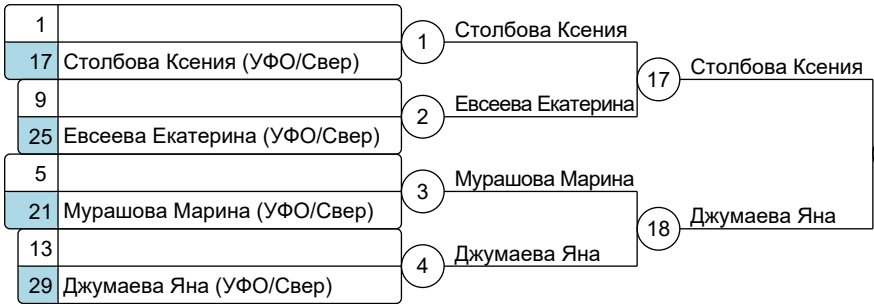 1
17 Столбова Ксения (УФО/Свер)
9
25 Евсеева Екатерина (УФО/Свер)
5
21 Мурашова Марина (УФО/Свер)
13
29 Джумаева Яна (УФО/Свер)
1 Столбова Ксения
2 Евсеева Екатерина
3 Мурашова Марина
4 Джумаева Яна
17 Столбова Ксения
18 Джумаева Яна